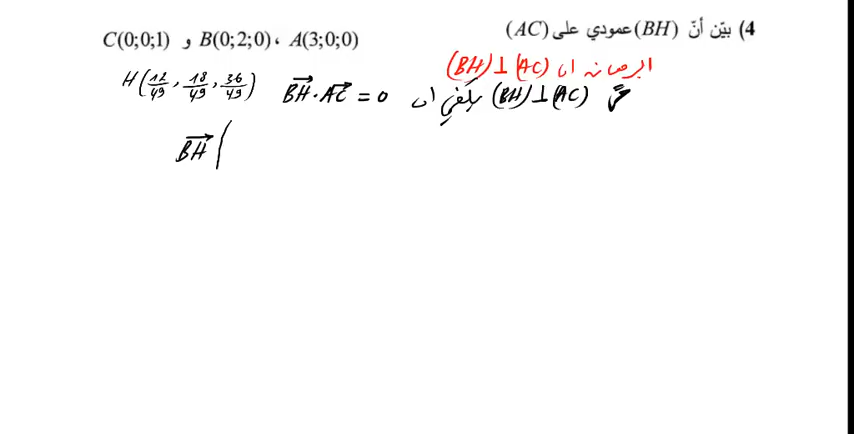 4) بيّن أنّ (BH) عمودي على (AC)
A(3;0;0) ، B(0;2;0) و C(0;0;1)
البرهان ان (BH)⊥(AC)
(BH)⊥(AC) يكفي ان BH→·AC→ = 0
H(12/49, 18/49, 36/49)
BH→(